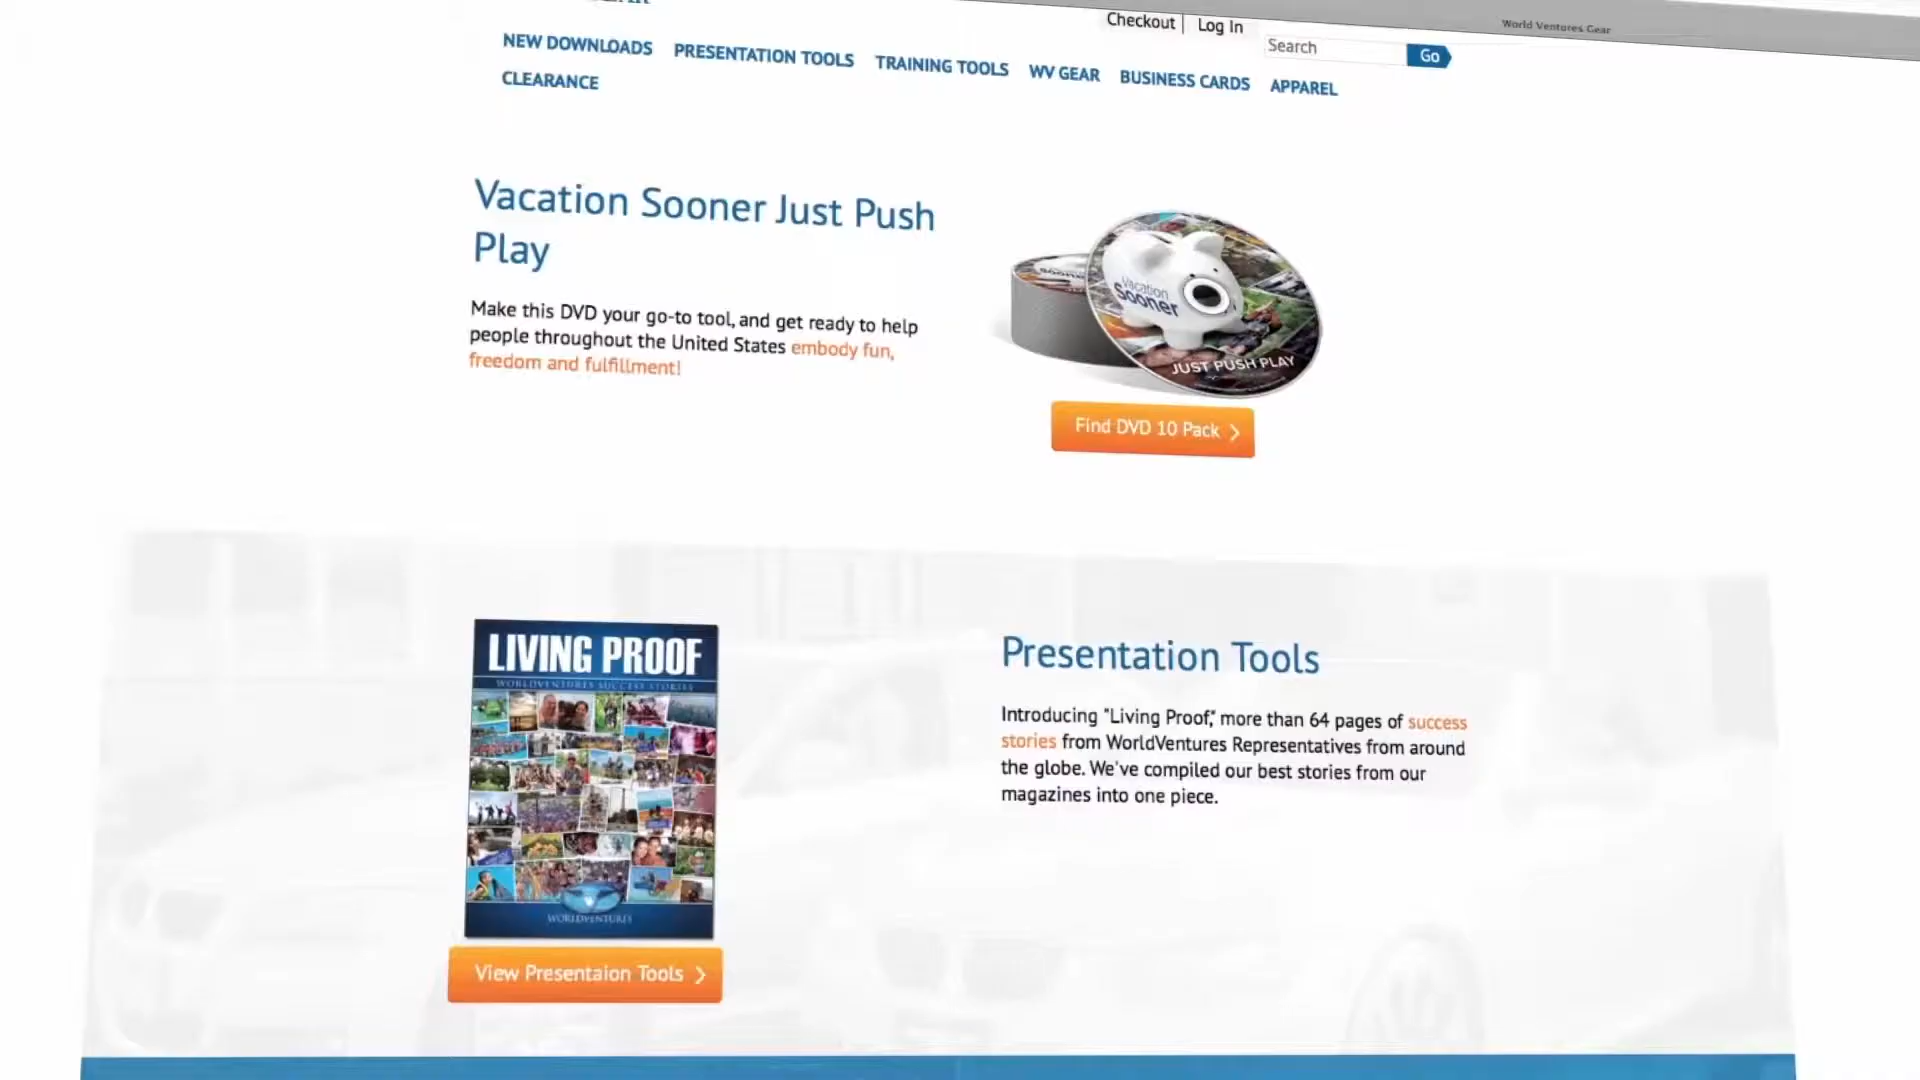 World Ventures Gear
Checkout | Log In
Search
Go
NEW DOWNLOADS PRESENTATION TOOLS TRAINING TOOLS WV GEAR BUSINESS CARDS APPAREL
CLEARANCE
Vacation Sooner Just Push
Play
Make this DVD your go-to tool, and get ready to help
people throughout the United States embody fun,
freedom and fulfillment!
Vacation
Sooner
JUST PUSH PLAY
Find DVD 10 Pack
LIVING PROOF
WORLDVENTURES SUCCESS STORIES
WORLDVENTURES
View Presentaion Tools
Presentation Tools
Introducing "Living Proof," more than 64 pages of success
stories from WorldVentures Representatives from around
the globe. We've compiled our best stories from our
magazines into one piece.